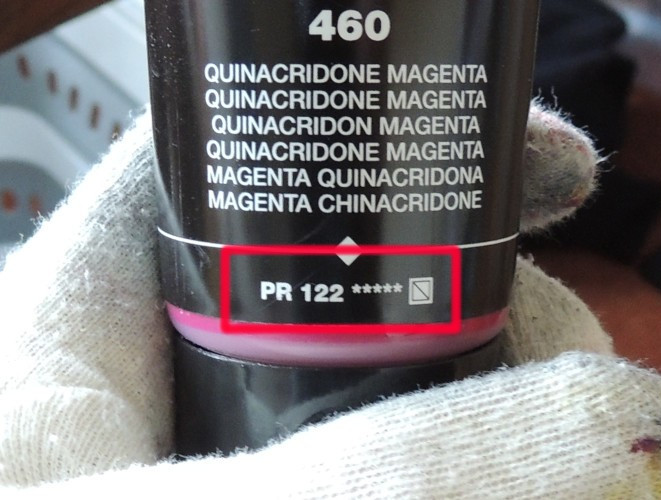 460
QUINACRIDONE MAGENTA
QUINACRIDONE MAGENTA
QUINACRIDON MAGENTA
QUINACRIDONE MAGENTA
MAGENTA QUINACRIDONA
MAGENTA CHINACRIDONE
PR 122 *****